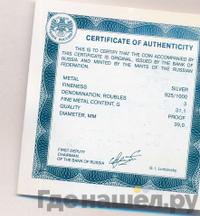 CERTIFICATE OF AUTHENTICITY
THIS IS TO CERTIFY THAT THE COIN ACCOMPANIED BY
THIS CERTIFICATE IS ORIGINAL, ISSUED BY THE BANK OF
RUSSIA AND MINTED BY THE MINTS OF THE RUSSIAN
FEDERATION.
METAL SILVER
FINENESS 925/1000
DENOMINATION, ROUBLES 3
FINE METAL CONTENT, G 31,1
QUALITY PROOF
DIAMETER, MM 39,0
FIRST DEPUTY
CHAIRMAN
OF THE BANK OF RUSSIA
Гдонашел.ру